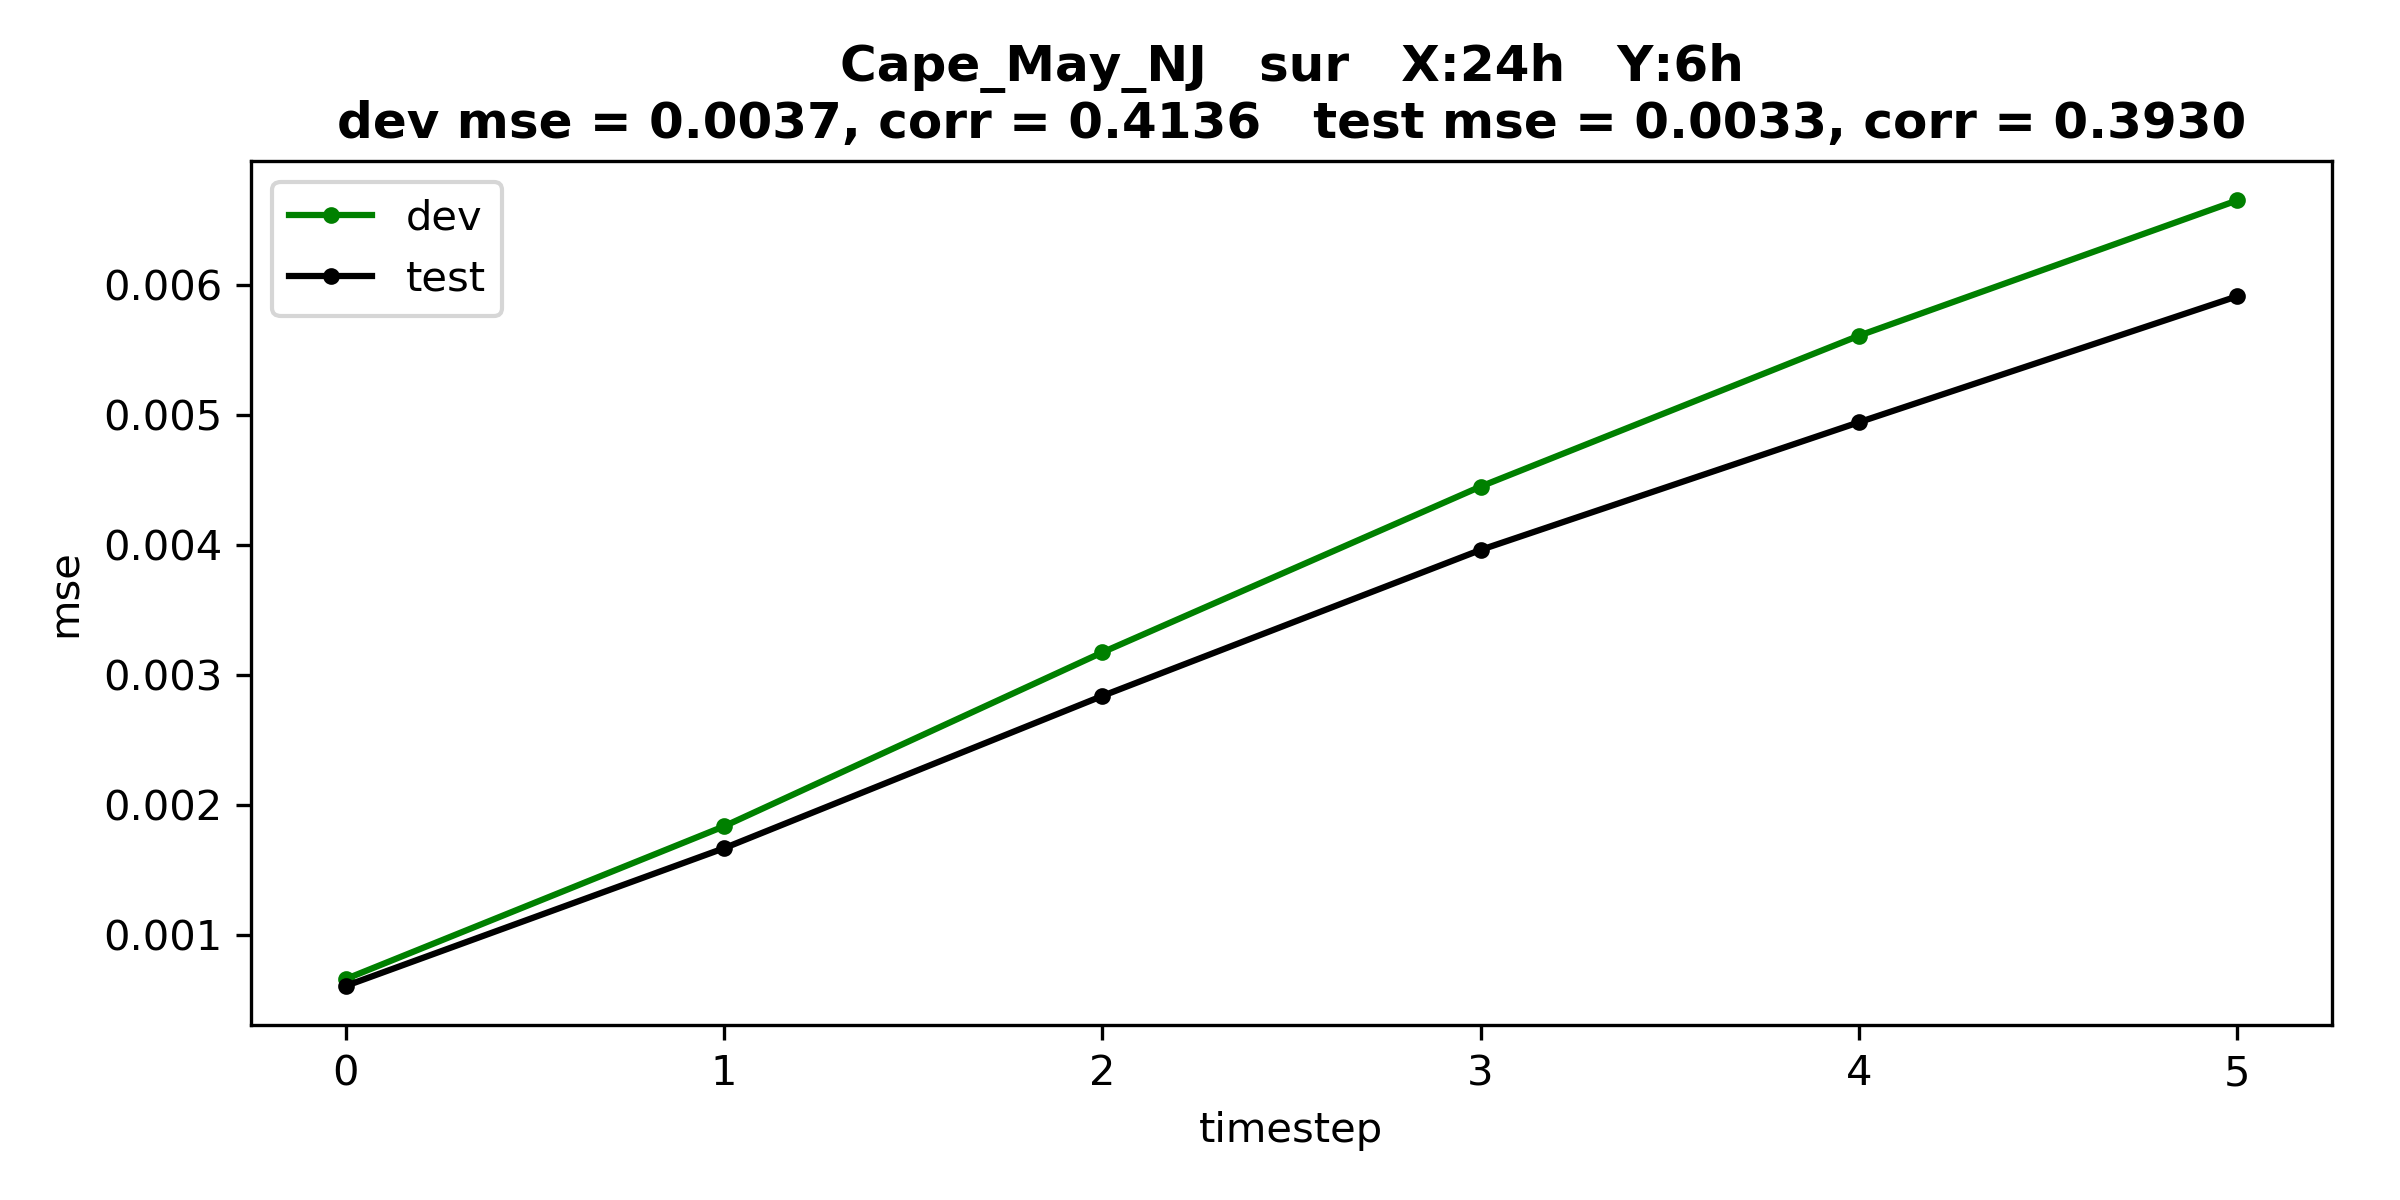 Cape_May_NJ   sur   X:24h   Y:6h
dev mse = 0.0037, corr = 0.4136   test mse = 0.0033, corr = 0.3930
dev
test
0.006
0.005
0.004
0.003
0.002
0.001
mse
0 1 2 3 4 5
timestep